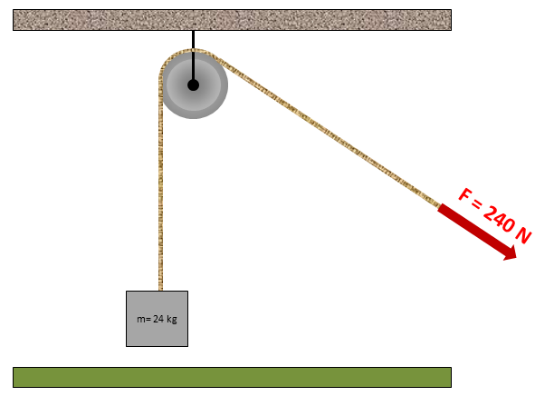 F = 240 N
m= 24 kg